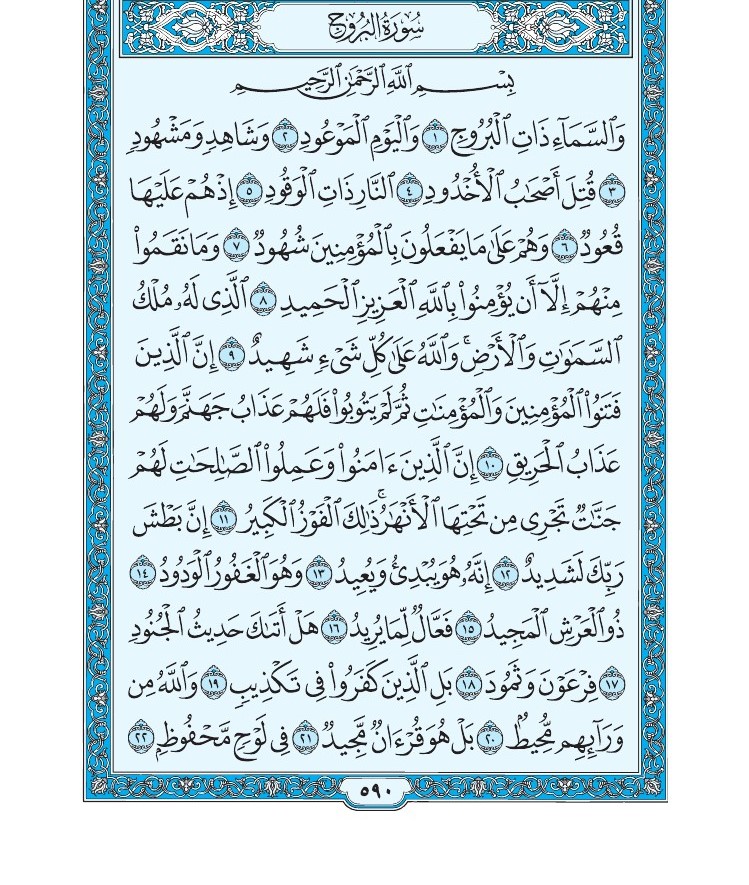 سُورَةُ البُرُوجِ
بِسْمِ ٱللَّهِ ٱلرَّحْمَٰنِ ٱلرَّحِيمِ
وَٱلسَّمَآءِ ذَاتِ ٱلْبُرُوجِ ١ وَٱلْيَوْمِ ٱلْمَوْعُودِ ٢ وَشَاهِدٍ وَمَشْهُودٍ
٣ قُتِلَ أَصْحَٰبُ ٱلْأُخْدُودِ ٤ ٱلنَّارِ ذَاتِ ٱلْوَقُودِ ٥ إِذْ هُمْ عَلَيْهَا
قُعُودٌ ٦ وَهُمْ عَلَىٰ مَا يَفْعَلُونَ بِٱلْمُؤْمِنِينَ شُهُودٌ ٧ وَمَا نَقَمُوا۟
مِنْهُمْ إِلَّآ أَن يُؤْمِنُوا۟ بِٱللَّهِ ٱلْعَزِيزِ ٱلْحَمِيدِ ٨ ٱلَّذِى لَهُۥ مُلْكُ
ٱلسَّمَٰوَٰتِ وَٱلْأَرْضِ ۚ وَٱللَّهُ عَلَىٰ كُلِّ شَىْءٍ شَهِيدٌ ٩ إِنَّ ٱلَّذِينَ
فَتَنُوا۟ ٱلْمُؤْمِنِينَ وَٱلْمُؤْمِنَٰتِ ثُمَّ لَمْ يَتُوبُوا۟ فَلَهُمْ عَذَابُ جَهَنَّمَ وَلَهُمْ
عَذَابُ ٱلْحَرِيقِ ١٠ إِنَّ ٱلَّذِينَ ءَامَنُوا۟ وَعَمِلُوا۟ ٱلصَّٰلِحَٰتِ لَهُمْ
جَنَّٰتٌ تَجْرِى مِن تَحْتِهَا ٱلْأَنْهَٰرُ ۚ ذَٰلِكَ ٱلْفَوْزُ ٱلْكَبِيرُ ١١ إِنَّ بَطْشَ
رَبِّكَ لَشَدِيدٌ ١٢ إِنَّهُۥ هُوَ يُبْدِئُ وَيُعِيدُ ١٣ وَهُوَ ٱلْغَفُورُ ٱلْوَدُودُ ١٤
ذُو ٱلْعَرْشِ ٱلْمَجِيدُ ١٥ فَعَّالٌ لِّمَا يُرِيدُ ١٦ هَلْ أَتَىٰكَ حَدِيثُ ٱلْجُنُودِ
١٧ فِرْعَوْنَ وَثَمُودَ ١٨ بَلِ ٱلَّذِينَ كَفَرُوا۟ فِى تَكْذِيبٍ ١٩ وَٱللَّهُ مِن
وَرَآئِهِم مُّحِيطٌۢ ٢٠ بَلْ هُوَ قُرْءَانٌ مَّجِيدٌ ٢١ فِى لَوْحٍ مَّحْفُوظٍۭ ٢٢
٥٩٠